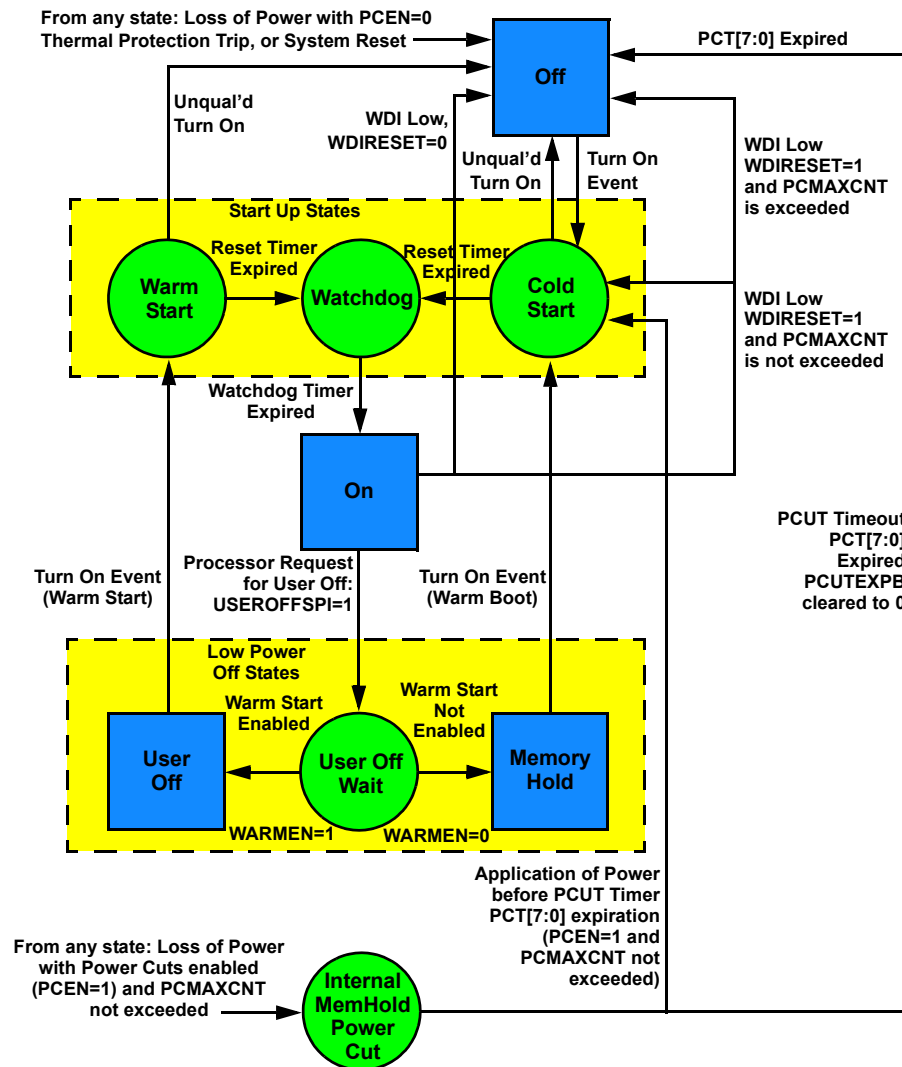 From any state: Loss of Power with PCEN=0
Thermal Protection Trip, or System Reset
Off
PCT[7:0] Expired
Unqual'd
Turn On
WDI Low,
WDIRESET=0
Unqual'd
Turn On
Turn On
Event
WDI Low
WDIRESET=1
and PCMAXCNT
is exceeded
Start Up States
Warm
Start
Reset Timer
Expired
Watchdog
Reset Timer
Expired
Cold
Start
WDI Low
WDIRESET=1
and PCMAXCNT
is not exceeded
Watchdog Timer
Expired
On
Turn On Event
(Warm Start)
Processor Request
for User Off:
USEROFFSPI=1
Turn On Event
(Warm Boot)
PCUT Timeout
PCT[7:0]
Expired
PCUTEXPB
cleared to 0
Low Power
Off States
Warm Start
Enabled
Warm Start
Not
Enabled
User
Off
User Off
Wait
Memory
Hold
WARMEN=1
WARMEN=0
Application of Power
before PCUT Timer
PCT[7:0] expiration
(PCEN=1 and
PCMAXCNT not
exceeded)
From any state: Loss of Power
with Power Cuts enabled
(PCEN=1) and PCMAXCNT
not exceeded
Internal
MemHold
Power
Cut